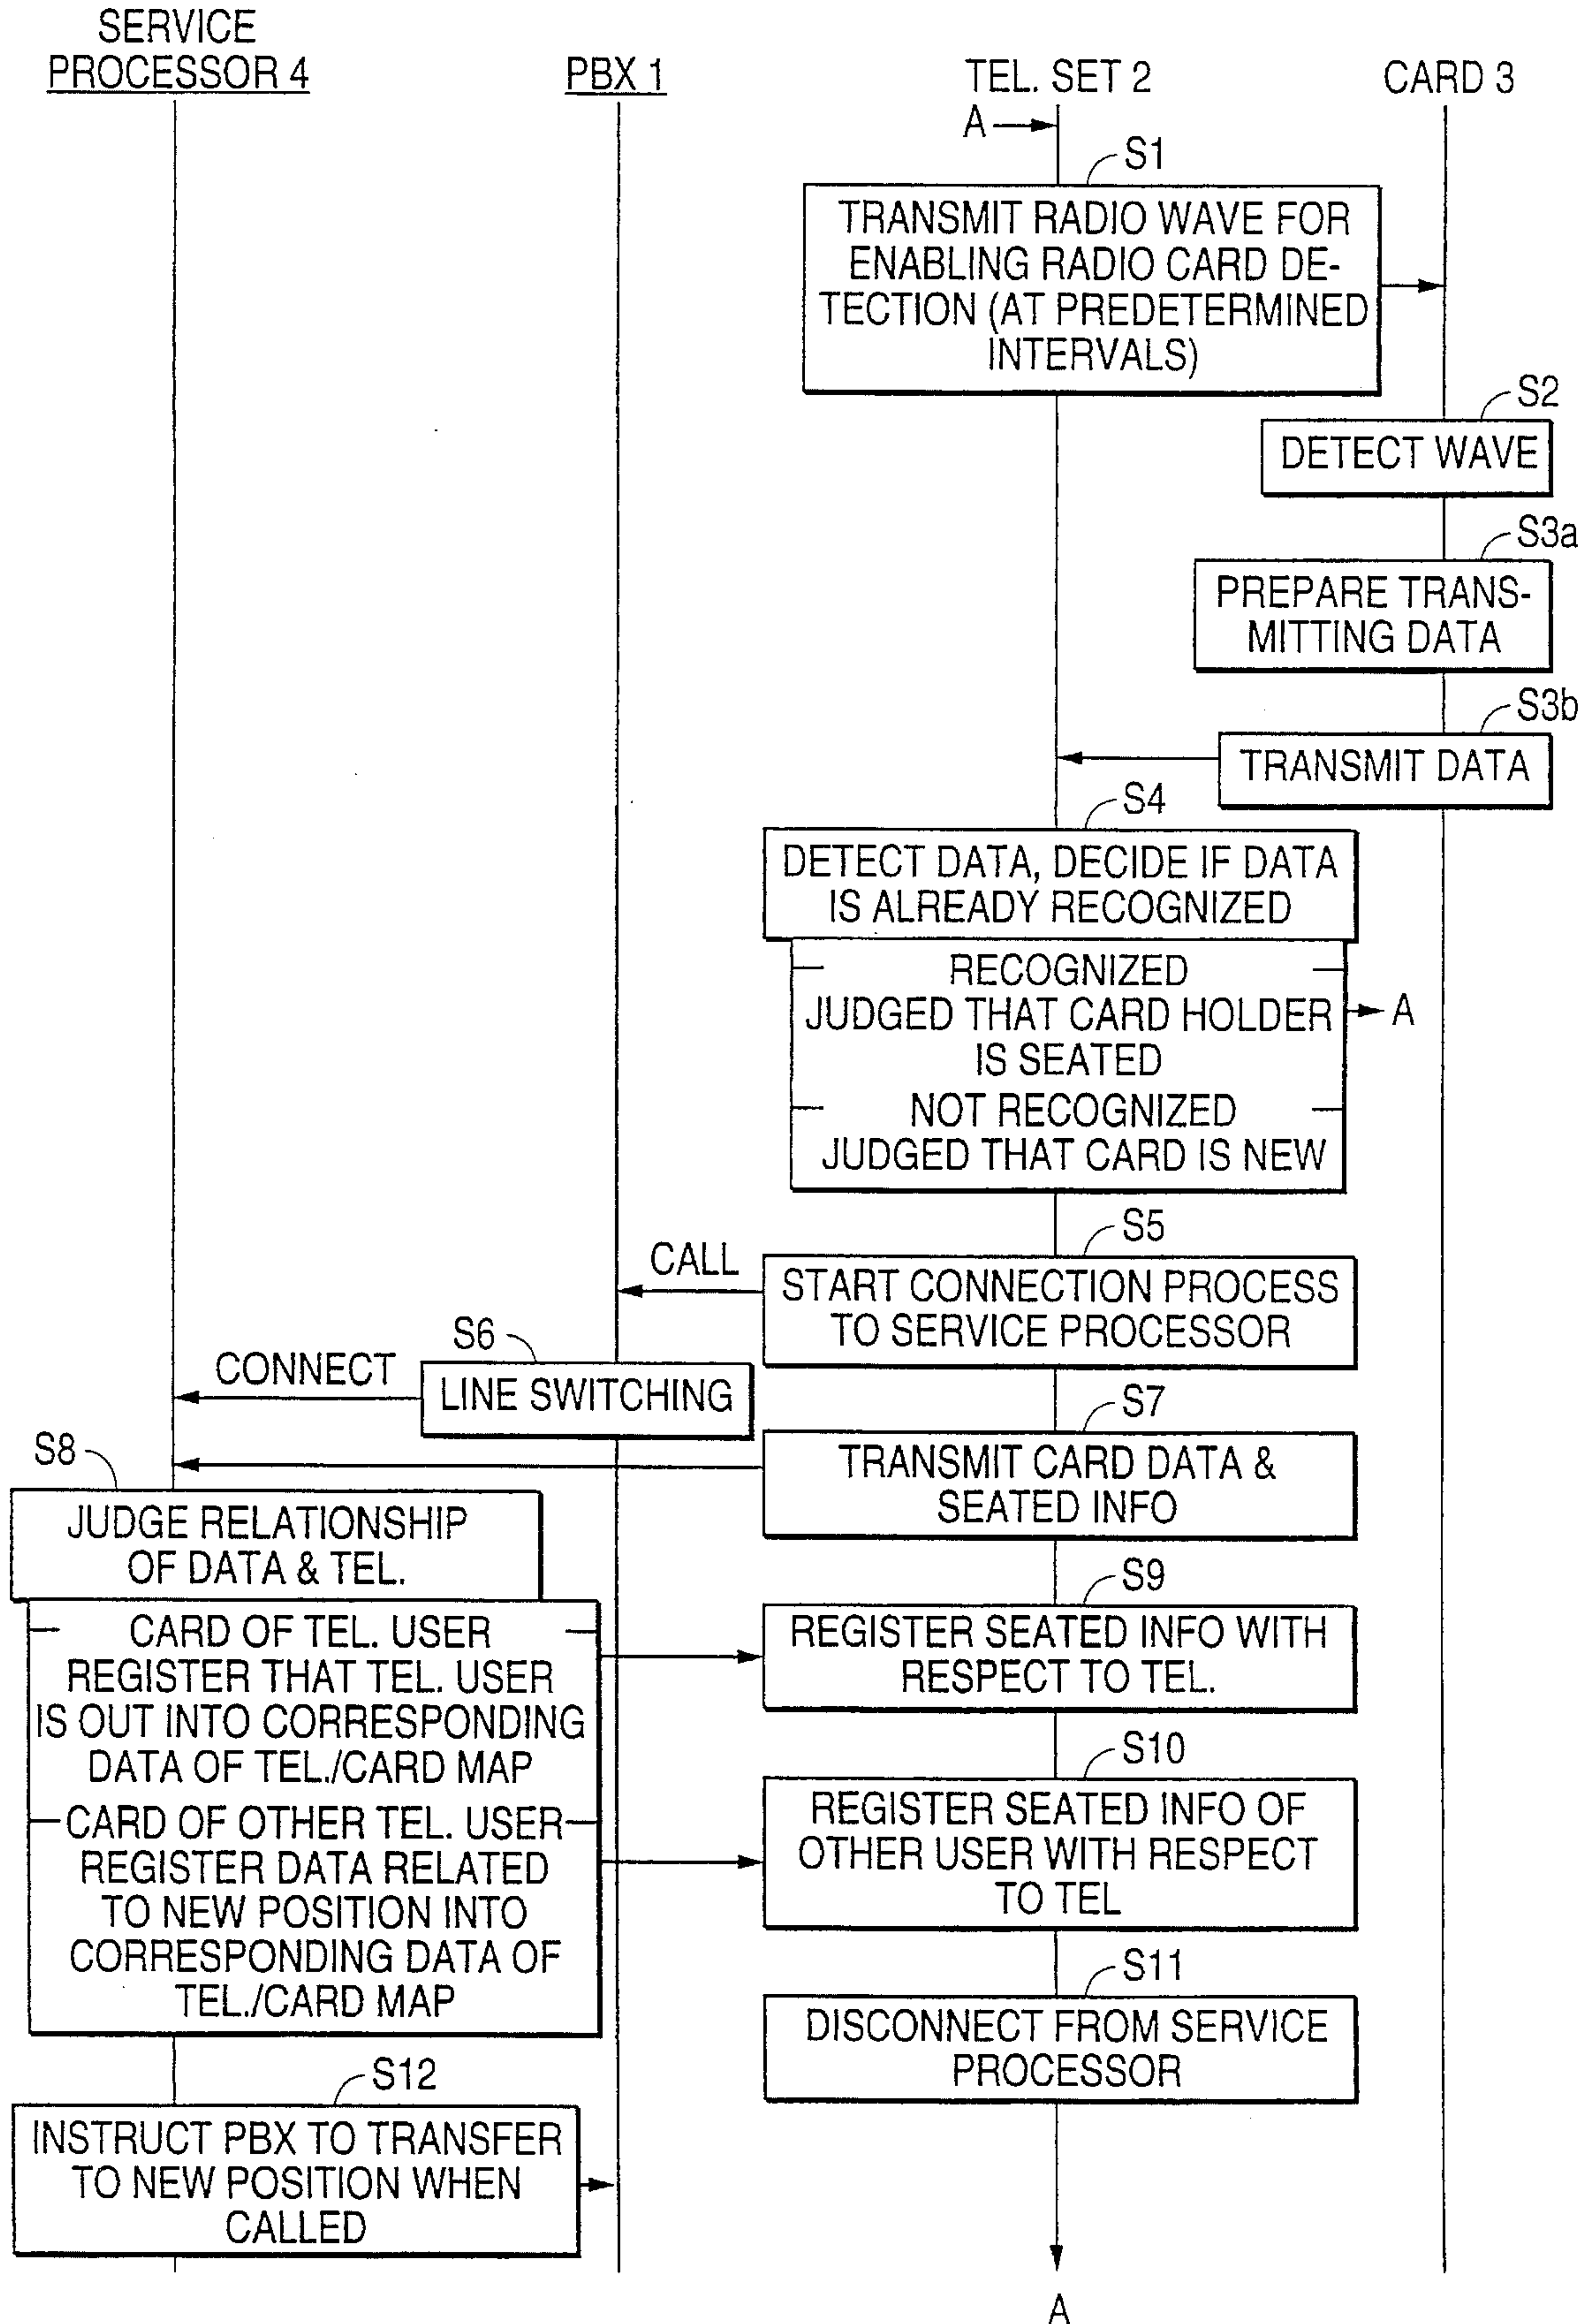 SERVICE
PROCESSOR 4
PBX 1
TEL. SET 2
CARD 3
A
S1
TRANSMIT RADIO WAVE FOR
ENABLING RADIO CARD DE-
TECTION (AT PREDETERMINED
INTERVALS)
S2
DETECT WAVE
S3a
PREPARE TRANS-
MITTING DATA
S3b
TRANSMIT DATA
S4
DETECT DATA, DECIDE IF DATA
IS ALREADY RECOGNIZED
RECOGNIZED
JUDGED THAT CARD HOLDER
IS SEATED
A
NOT RECOGNIZED
JUDGED THAT CARD IS NEW
S5
CALL
START CONNECTION PROCESS
TO SERVICE PROCESSOR
S6
CONNECT
LINE SWITCHING
S7
TRANSMIT CARD DATA &
SEATED INFO
S8
JUDGE RELATIONSHIP
OF DATA & TEL.
CARD OF TEL. USER
REGISTER THAT TEL. USER
IS OUT INTO CORRESPONDING
DATA OF TEL./CARD MAP
CARD OF OTHER TEL. USER
REGISTER DATA RELATED
TO NEW POSITION INTO
CORRESPONDING DATA OF
TEL./CARD MAP
S9
REGISTER SEATED INFO WITH
RESPECT TO TEL.
S10
REGISTER SEATED INFO OF
OTHER USER WITH RESPECT
TO TEL
S11
DISCONNECT FROM SERVICE
PROCESSOR
S12
INSTRUCT PBX TO TRANSFER
TO NEW POSITION WHEN
CALLED
A